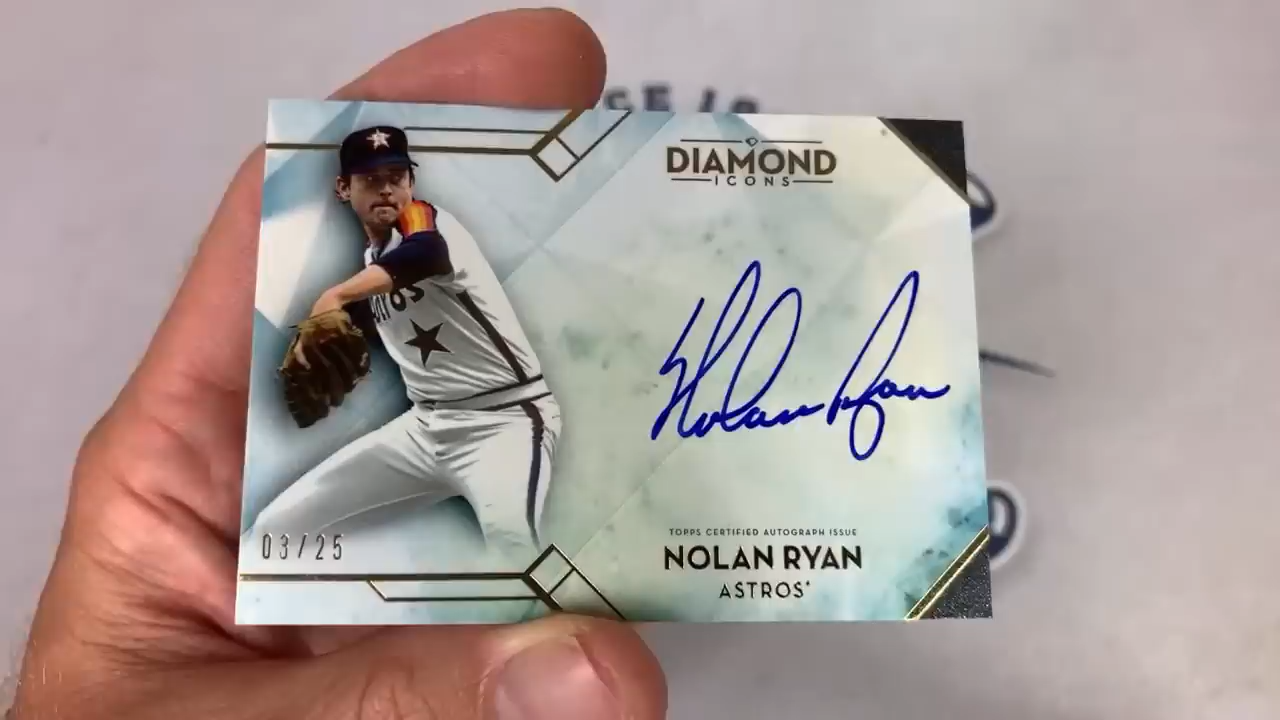 DIAMOND
ICONS
Nolan Ryan
03/25
TOPPS CERTIFIED AUTOGRAPH ISSUE
NOLAN RYAN
ASTROS*